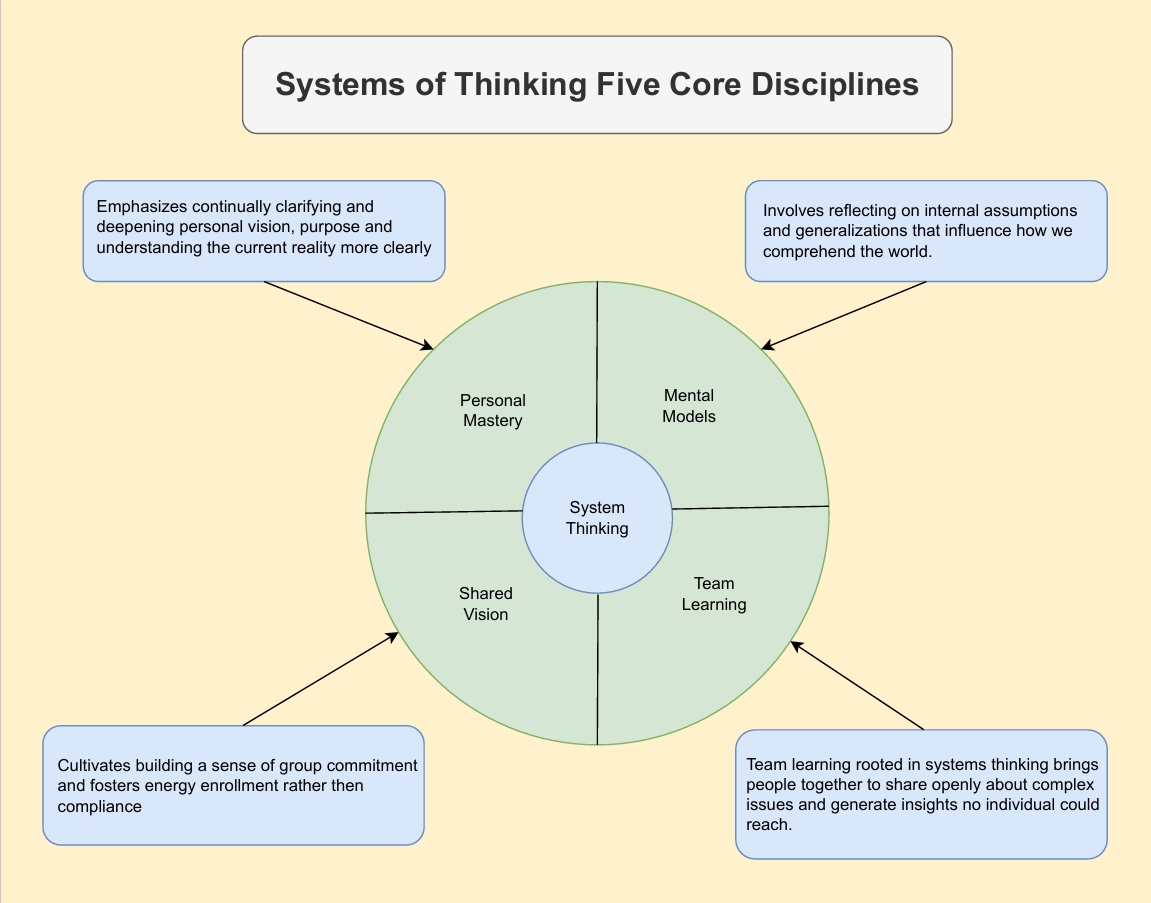 Systems of Thinking Five Core Disciplines
Emphasizes continually clarifying and
deepening personal vision, purpose and
understanding the current reality more clearly
Involves reflecting on internal assumptions
and generalizations that influence how we
comprehend the world.
Personal
Mastery
Mental
Models
System
Thinking
Shared
Vision
Team
Learning
Cultivates building a sense of group commitment
and fosters energy enrollment rather then
compliance
Team learning rooted in systems thinking brings
people together to share openly about complex
issues and generate insights no individual could
reach.